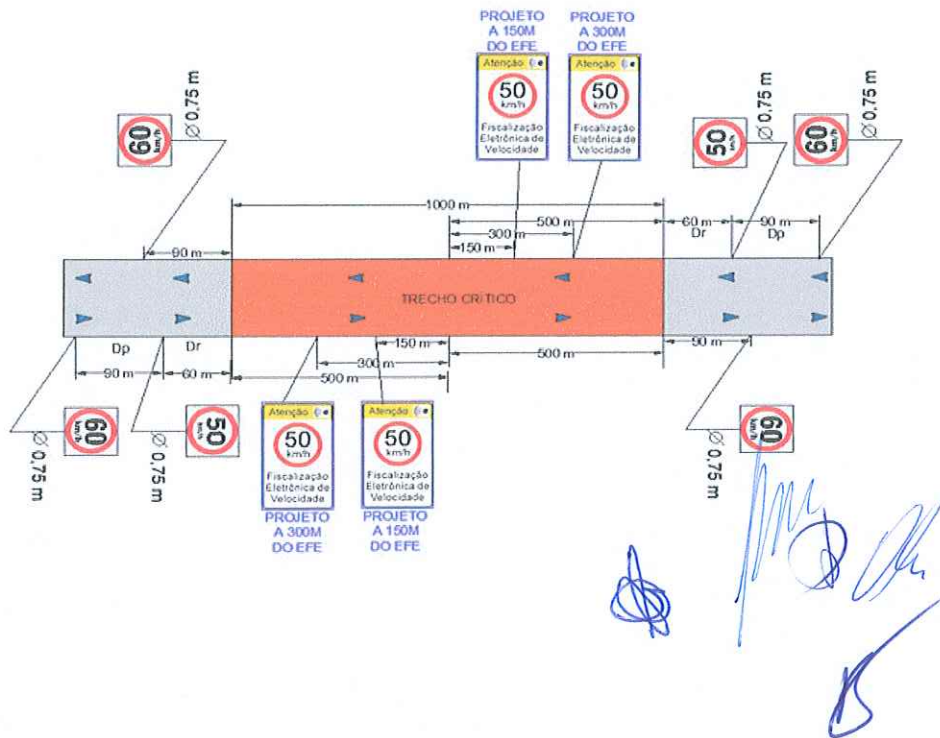 PROJETO
A 150M
DO EFE
PROJETO
A 300M
DO EFE
Atenção
50
km/h
Fiscalização
Eletrônica de
Velocidade
Atenção
50
km/h
Fiscalização
Eletrônica de
Velocidade
60
km/h
Ø 0,75 m
50
km/h
Ø 0,75 m
60
km/h
Ø 0,75 m
1000 m
500 m
60 m
90 m
300 m
Dr
Dp
150 m
90 m
TRECHO CRÍTICO
Dp
Dr
150 m
90 m
90 m
60 m
300 m
500 m
500 m
60
km/h
Ø 0,75 m
50
km/h
Ø 0,75 m
Atenção
50
km/h
Fiscalização
Eletrônica de
Velocidade
PROJETO
A 300M
DO EFE
Atenção
50
km/h
Fiscalização
Eletrônica de
Velocidade
PROJETO
A 150M
DO EFE
60
km/h
Ø 0,75 m